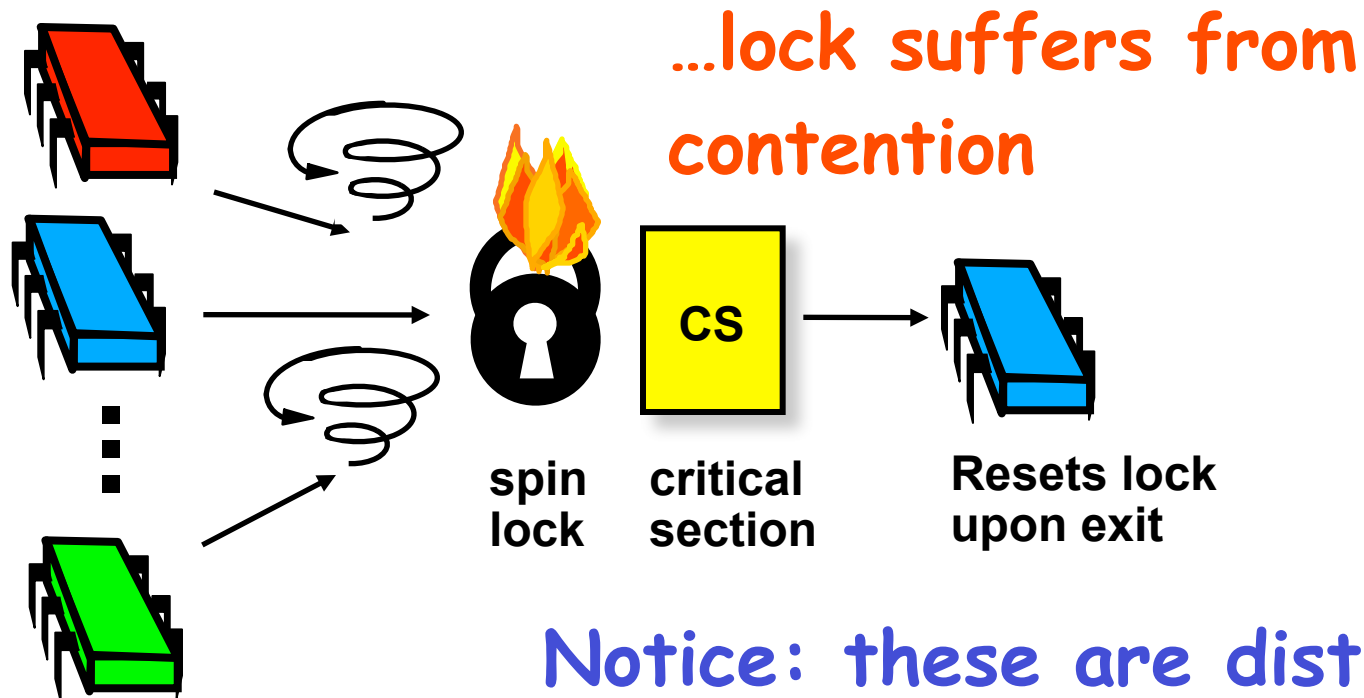 …lock suffers from
contention
CS
spin
lock
critical
section
Resets lock
upon exit
Notice: these are dist